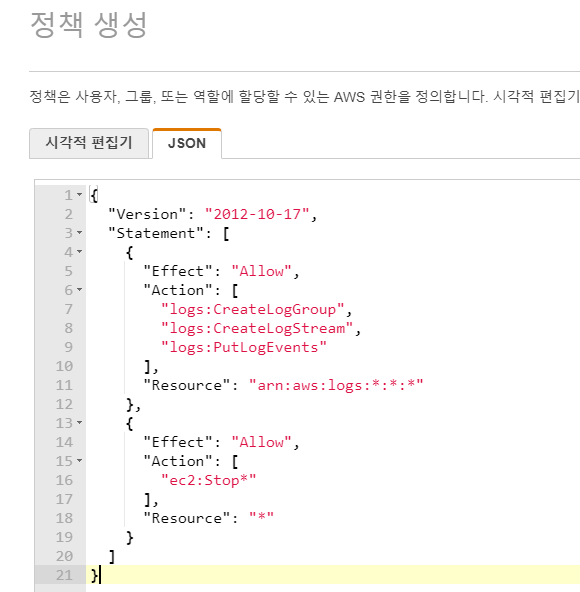 정책 생성
정책은 사용자, 그룹, 또는 역할에 할당할 수 있는 AWS 권한을 정의합니다. 시각적 편집기
시각적 편집기 JSON
1 {
2 "Version": "2012-10-17",
3 "Statement": [
4 {
5 "Effect": "Allow",
6 "Action": [
7 "logs:CreateLogGroup",
8 "logs:CreateLogStream",
9 "logs:PutLogEvents"
10 ],
11 "Resource": "arn:aws:logs:*:*:*"
12 },
13 {
14 "Effect": "Allow",
15 "Action": [
16 "ec2:Stop*"
17 ],
18 "Resource": "*"
19 }
20 ]
21 }